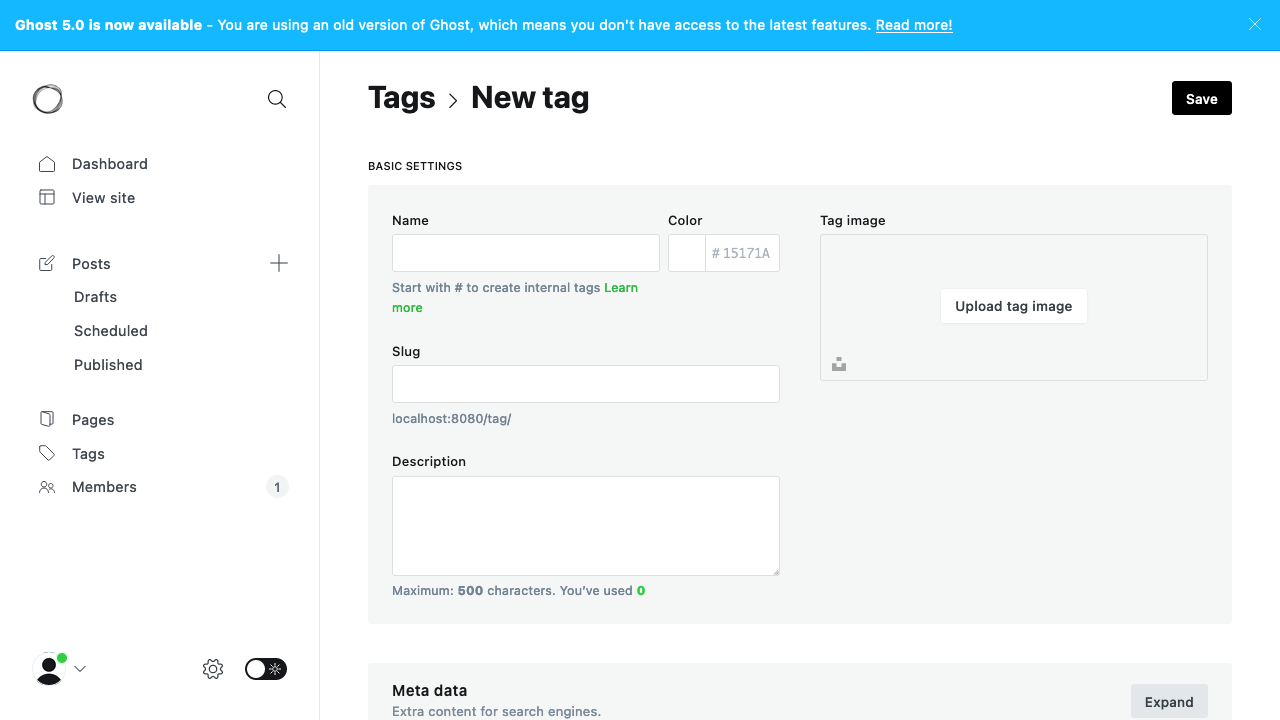 Ghost 5.0 is now available - You are using an old version of Ghost, which means you don't have access to the latest features. Read more!
Dashboard
View site
Posts
Drafts
Scheduled
Published
Pages
Tags
Members
1
Tags > New tag
Save
BASIC SETTINGS
Name
Color
# 15171A
Start with # to create internal tags Learn
more
Slug
localhost:8080/tag/
Description
Maximum: 500 characters. You've used 0
Tag image
Upload tag image
Meta data
Extra content for search engines.
Expand